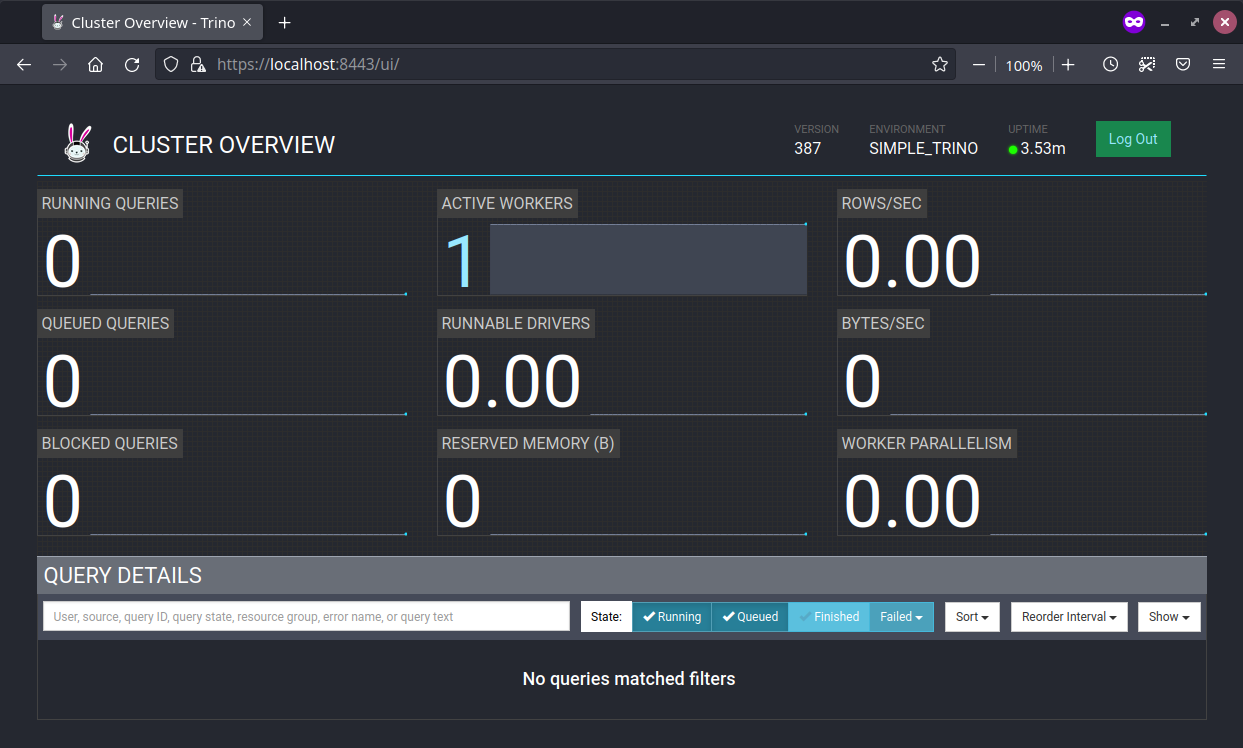 Cluster Overview - Trino
https://localhost:8443/ui/
100%
CLUSTER OVERVIEW
VERSION
387
ENVIRONMENT
SIMPLE_TRINO
UPTIME
3.53m
Log Out
RUNNING QUERIES
0
ACTIVE WORKERS
1
ROWS/SEC
0.00
QUEUED QUERIES
0
RUNNABLE DRIVERS
0.00
BYTES/SEC
0
BLOCKED QUERIES
0
RESERVED MEMORY (B)
0
WORKER PARALLELISM
0.00
QUERY DETAILS
User, source, query ID, query state, resource group, error name, or query text
State:
Running
Queued
Finished
Failed
Sort
Reorder Interval
Show
No queries matched filters